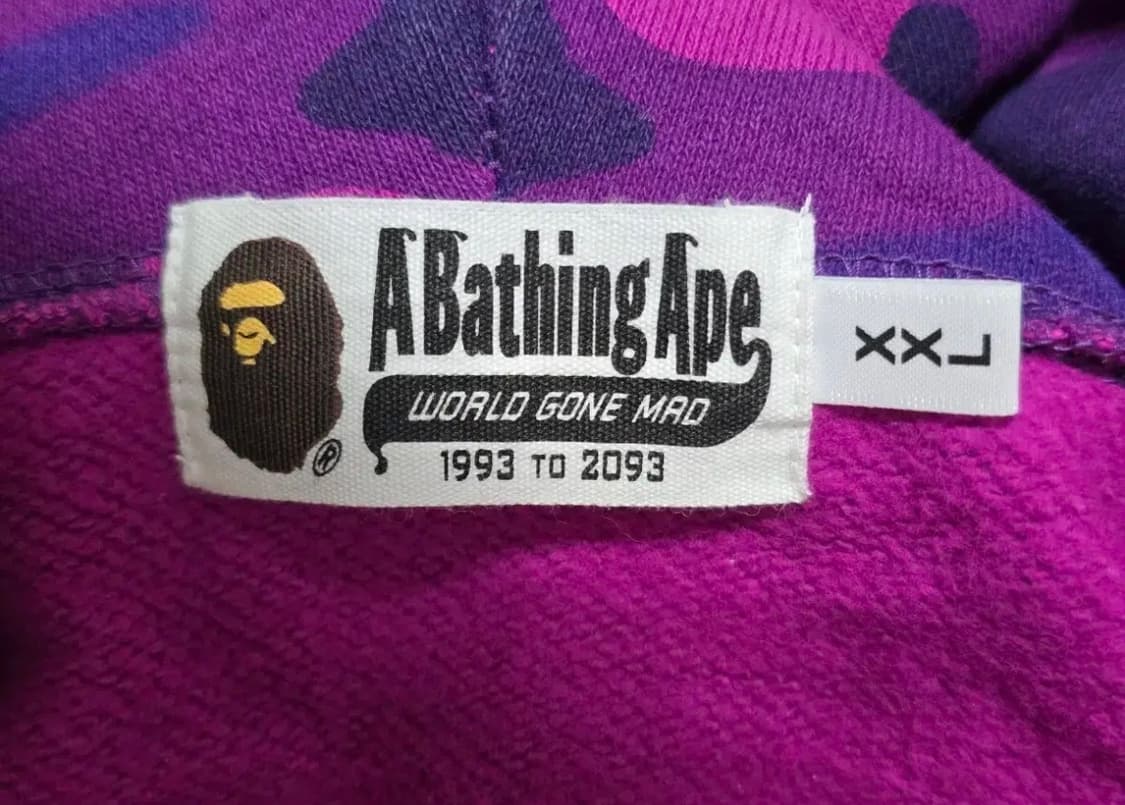 A Bathing Ape
WORLD GONE MAD
1993 TO 2093
®
XXL